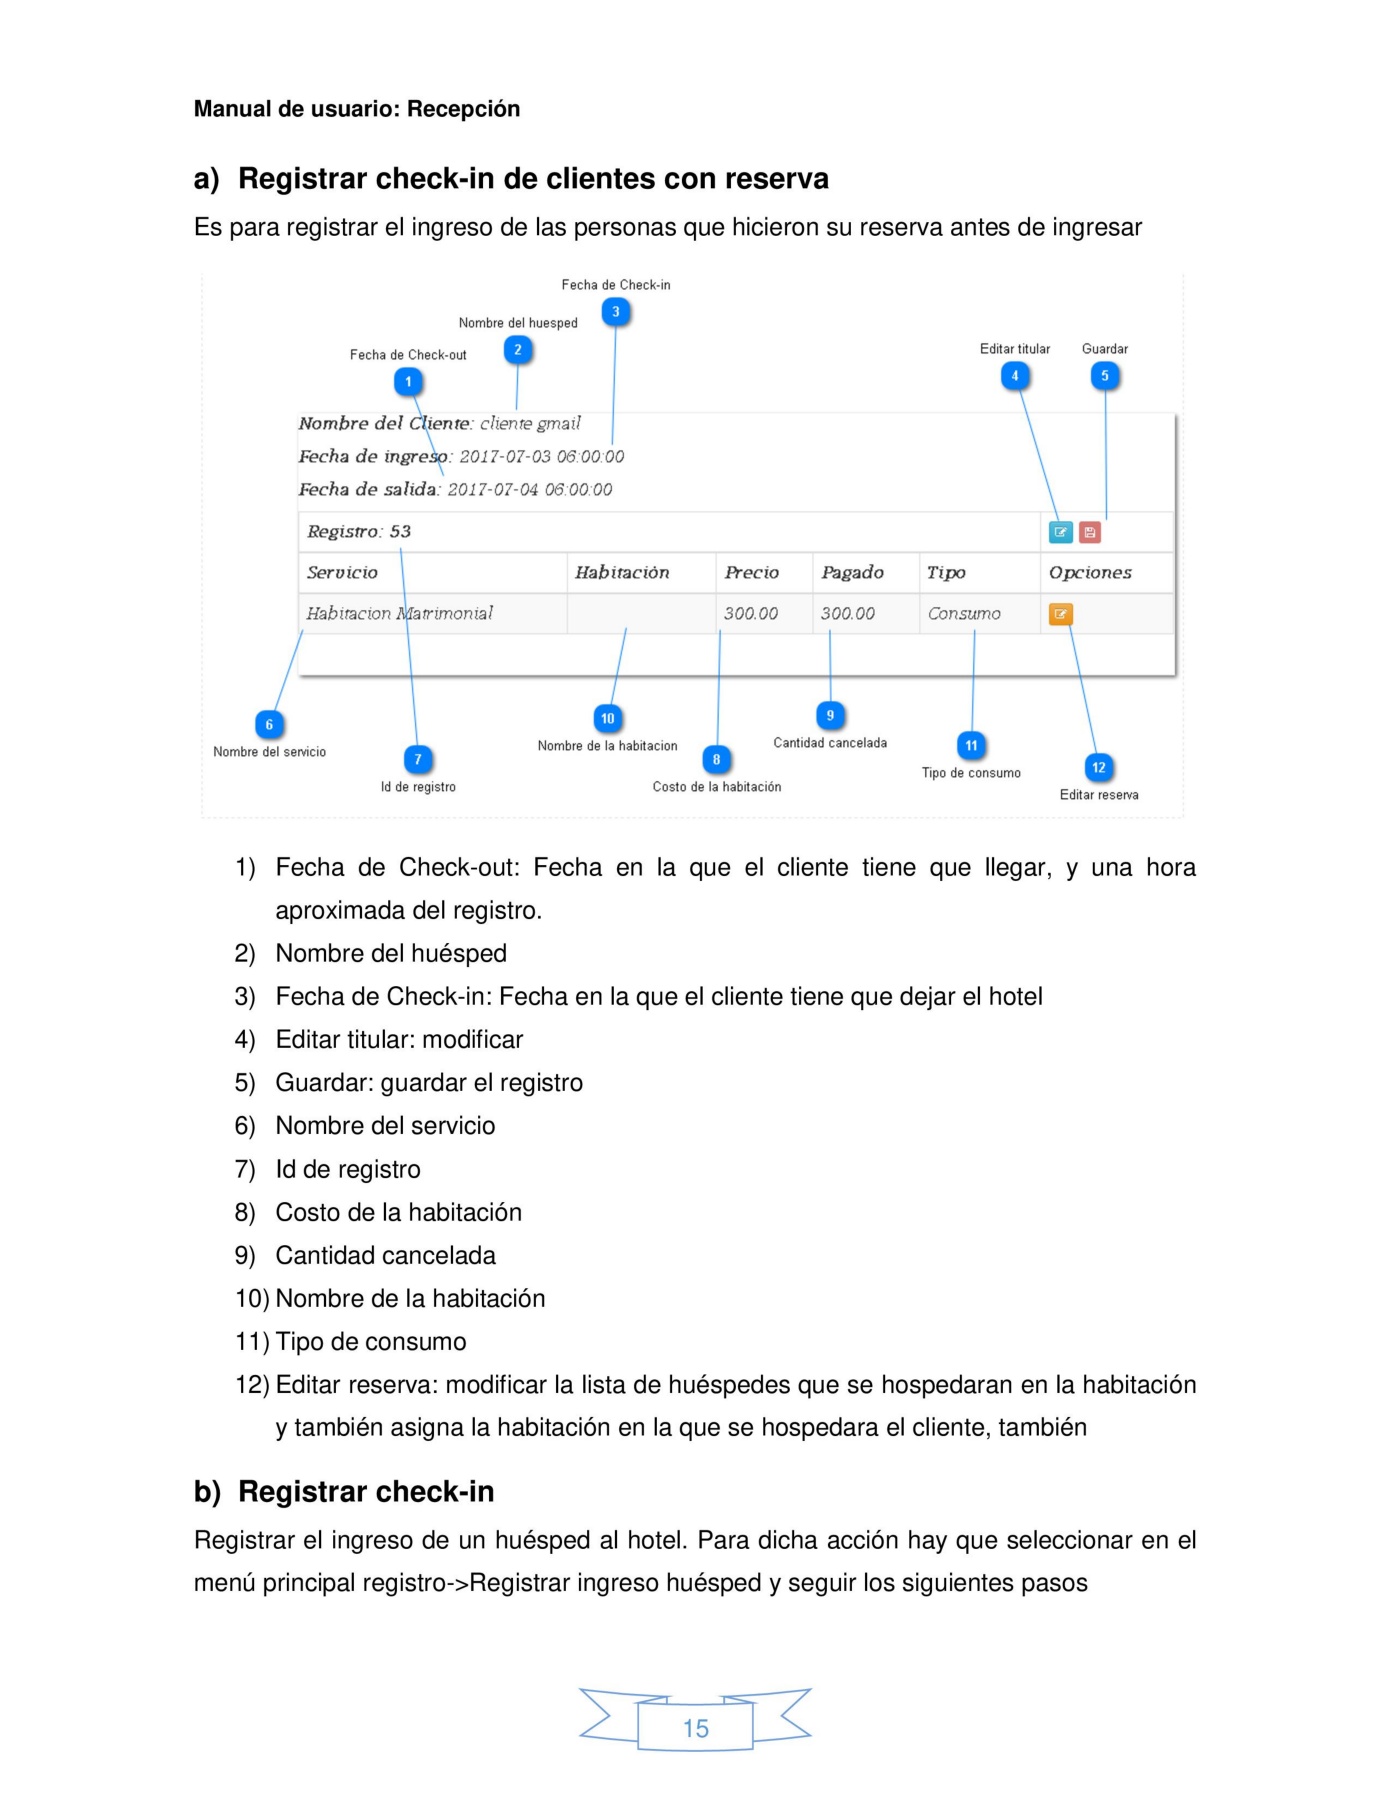 Manual de usuario: Recepción
a) Registrar check-in de clientes con reserva
Es para registrar el ingreso de las personas que hicieron su reserva antes de ingresar
Fecha de Check-in
3
Nombre del huesped
2
Fecha de Check-out
1
Editar titular
4
Guardar
5
Nombre del Cliente: cliente gmail
Fecha de ingreso: 2017-07-03 06:00:00
Fecha de salida: 2017-07-04 06:00:00
Registro: 53
Servicio Habitación Precio Pagado Tipo Opciones
Habitacion Matrimonial 300.00 300.00 Consumo
6
Nombre del servicio
7
Id de registro
10
Nombre de la habitacion
8
Costo de la habitación
9
Cantidad cancelada
11
Tipo de consumo
12
Editar reserva
1) Fecha de Check-out: Fecha en la que el cliente tiene que llegar, y una hora
aproximada del registro.
2) Nombre del huésped
3) Fecha de Check-in: Fecha en la que el cliente tiene que dejar el hotel
4) Editar titular: modificar
5) Guardar: guardar el registro
6) Nombre del servicio
7) Id de registro
8) Costo de la habitación
9) Cantidad cancelada
10) Nombre de la habitación
11) Tipo de consumo
12) Editar reserva: modificar la lista de huéspedes que se hospedaran en la habitación
y también asigna la habitación en la que se hospedara el cliente, también
b) Registrar check-in
Registrar el ingreso de un huésped al hotel. Para dicha acción hay que seleccionar en el
menú principal registro->Registrar ingreso huésped y seguir los siguientes pasos
15